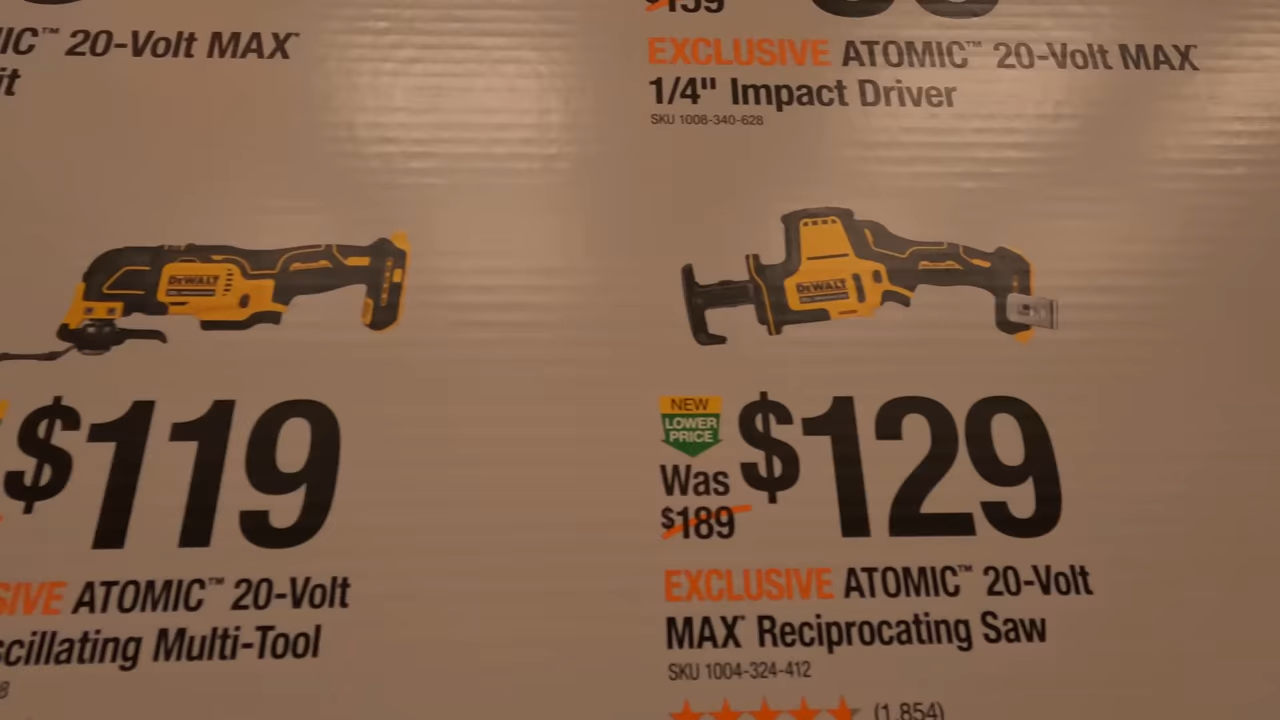 IC™ 20-Volt MAX*
it
$159
EXCLUSIVE ATOMIC™ 20-Volt MAX*
1/4" Impact Driver
SKU 1008-340-628
DEWALT
$119
SIVE ATOMIC™ 20-Volt
scillating Multi-Tool
8
DEWALT
NEW
LOWER
PRICE
Was
$189
$129
EXCLUSIVE ATOMIC™ 20-Volt
MAX* Reciprocating Saw
SKU 1004-324-412
(1,854)